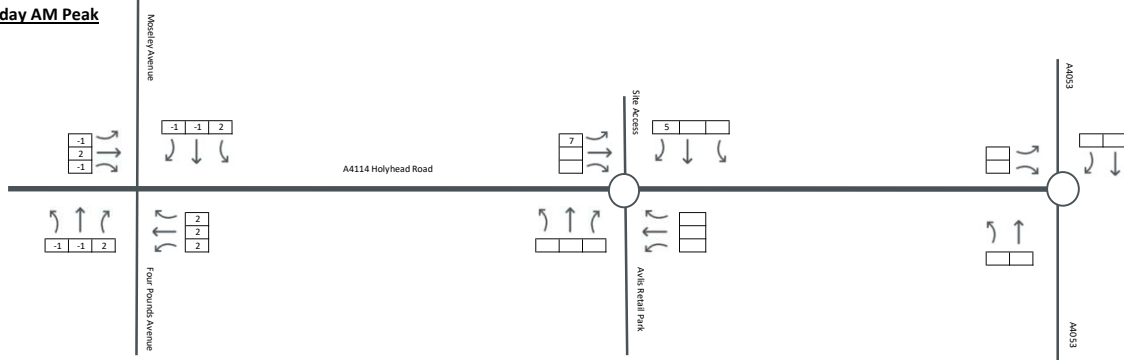 day AM Peak
Moseley Avenue
Site Access
A4053
-1 -1 2
5
-1
2
-1
7
A4114 Holyhead Road
2
2
2
-1 -1 2
Four Pounds Avenue
Avlis Retail Park
A4053